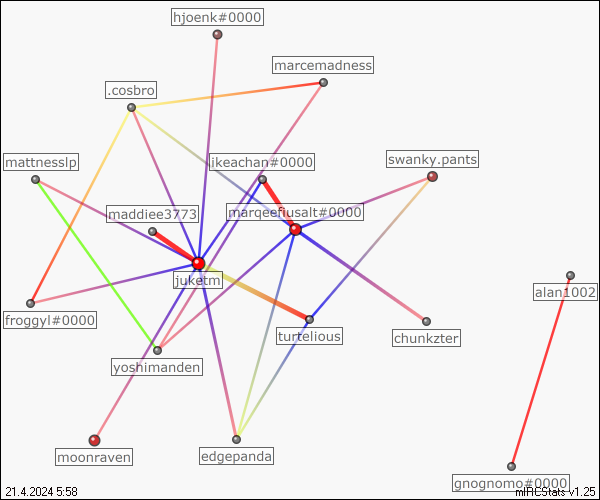 hjoenk#0000
marcemadness
.cosbro
mattnesslp
ikeachan#0000
swanky.pants
maddiee3773
marqeefiusalt#0000
juketm
alan1002
froggyl#0000
turtelious
chunkzter
yoshimanden
moonraven
edgepanda
gnognomo#0000
21.4.2024 5:58
mIRCStats v1.25